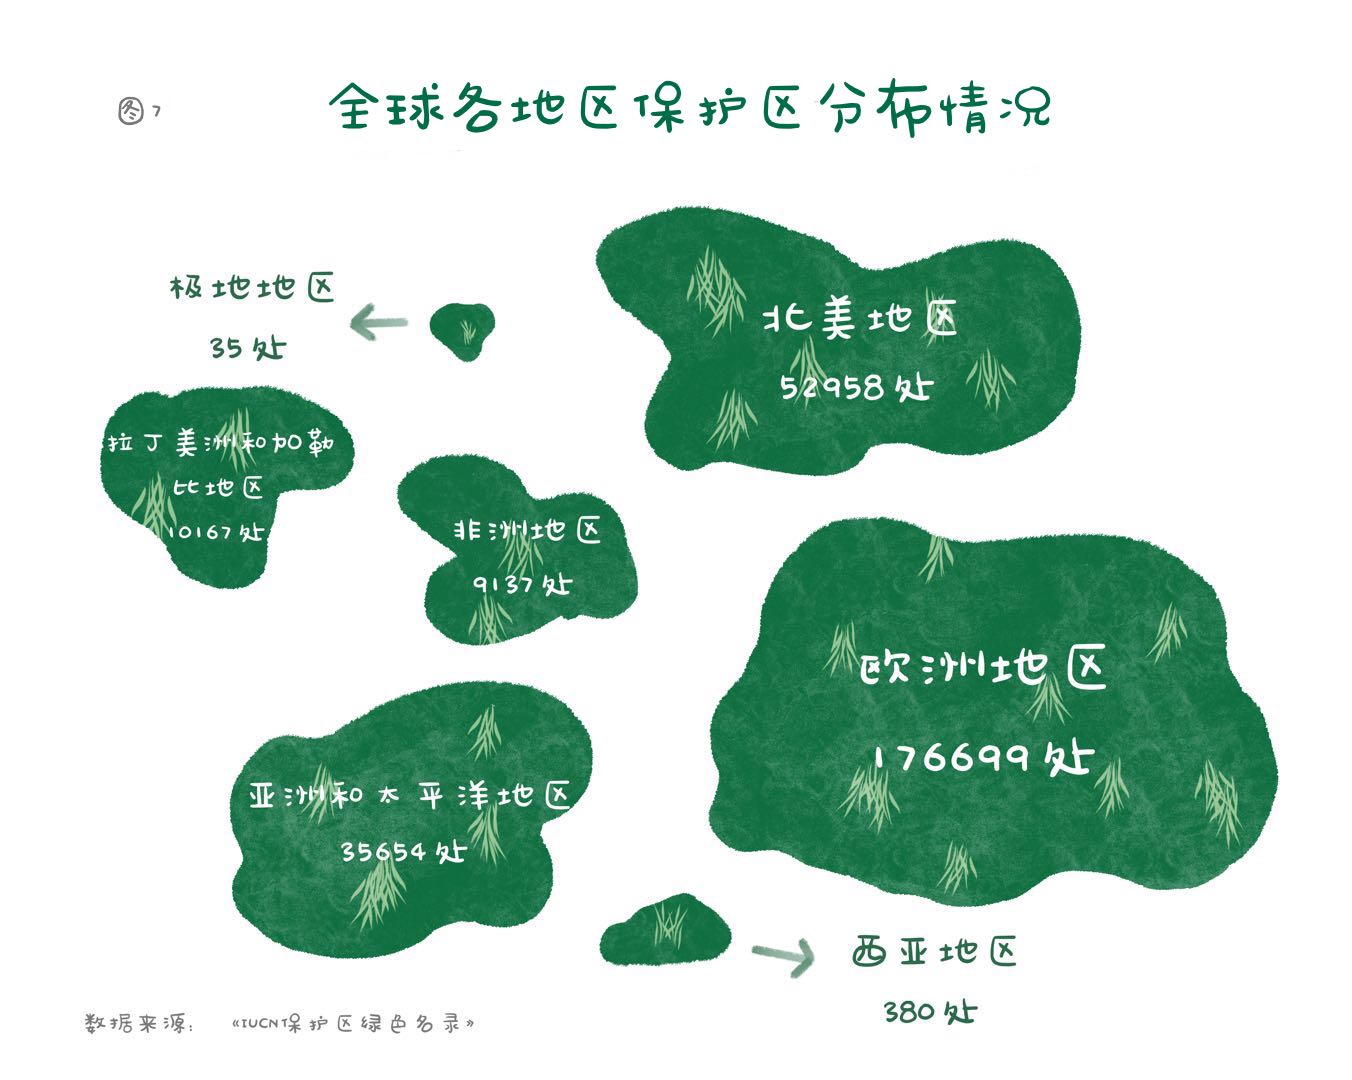 图7
全球各地区保护区分布情况
极地地区
35处
北美地区
52958处
拉丁美洲和加勒
比地区
10167处
非洲地区
9137处
欧洲地区
176699处
亚洲和太平洋地区
35654处
西亚地区
380处
数据来源： 《IUCN保护区绿色名录》